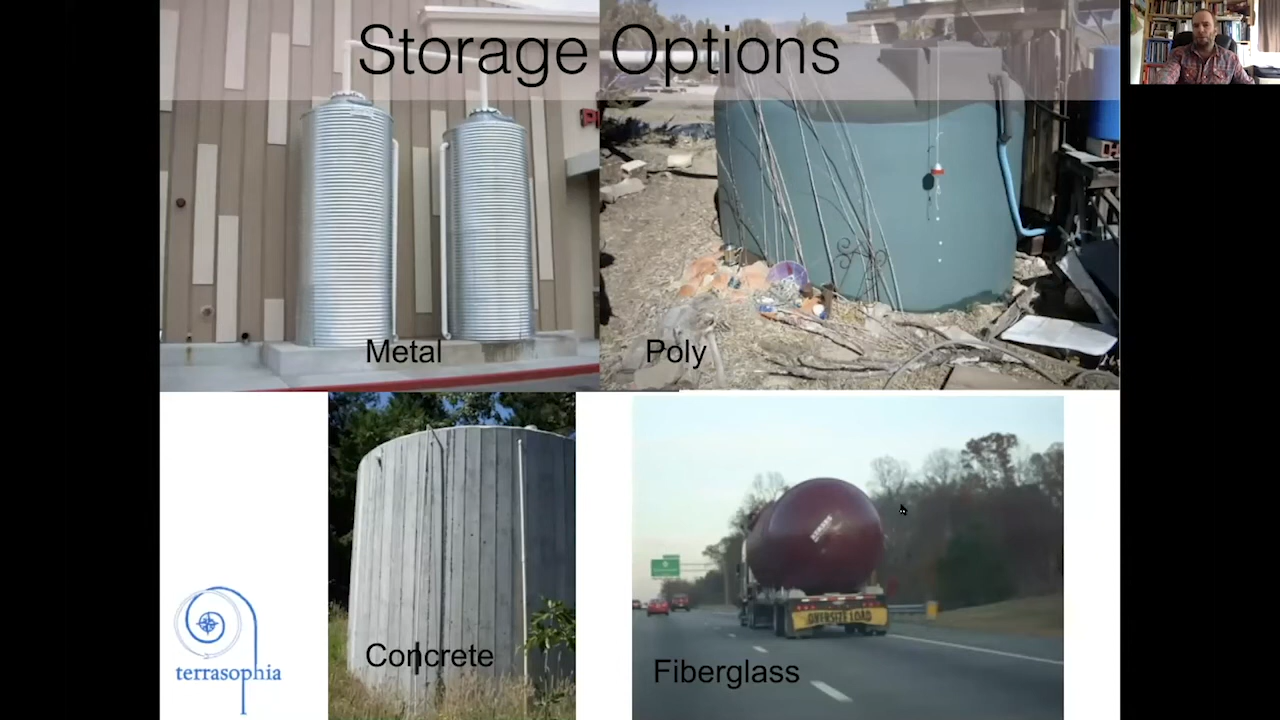 Storage Options
Metal
Poly
Concrete
Fiberglass
OVERSIZE LOAD
terrasophia